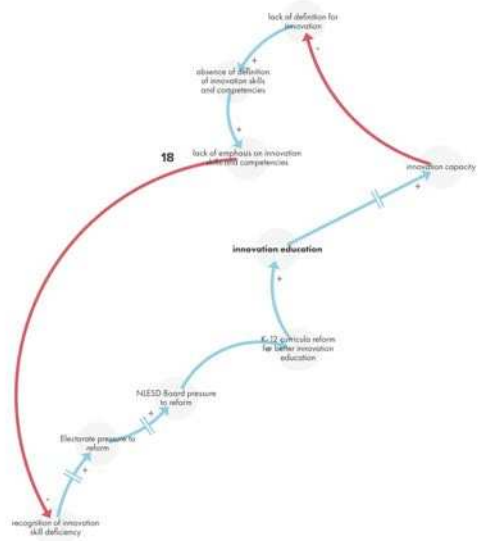 lack of definition for
innovation
-
+
absence of definition
of innovation skills
and competencies
+
18
lack of emphasis on innovation
skills and competencies
innovation capacity
+
innovation education
+
K-12 curricula reform
for better innovation
education
NLESD Board pressure
to reform
+
Electorate pressure to
reform
+
-
recognition of innovation
skill deficiency